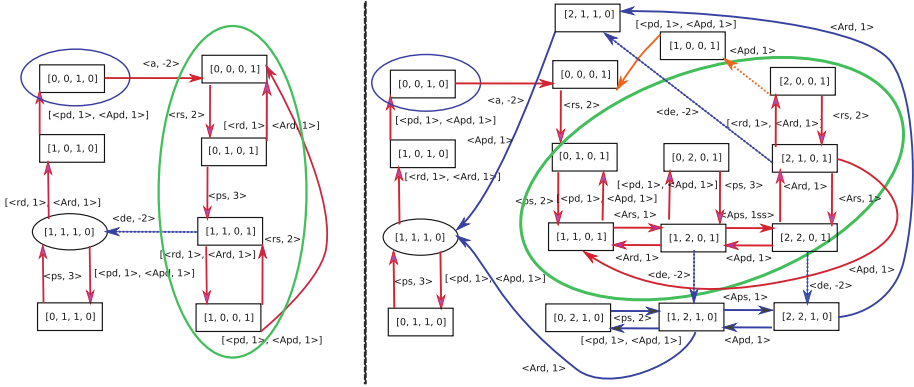 <a, -2>
[0, 0, 1, 0]
[0, 0, 0, 1]
[<pd, 1>, <Apd, 1>]
<rs, 2>
[<rd, 1>, <Ard, 1>]
[1, 0, 1, 0]
[0, 1, 0, 1]
<ps, 3>
[<rd, 1>, <Ard, 1>]
<de, -2>
[1, 1, 1, 0]
[1, 1, 0, 1]
<rs, 2>
[<rd, 1>, <Ard, 1>]
<ps, 3>
[<pd, 1>, <Apd, 1>]
[0, 1, 1, 0]
[1, 0, 0, 1]
[<pd, 1>, <Apd, 1>]
[2, 1, 1, 0]
[<pd, 1>, <Apd, 1>]
<Ard, 1>
[1, 0, 0, 1]
<Apd, 1>
[0, 0, 1, 0]
[0, 0, 0, 1]
[2, 0, 0, 1]
<a, -2>
<rs, 2>
[<pd, 1>, <Apd, 1>]
<de, -2>
[<rd, 1>, <Ard, 1>]
<rs, 2>
<Apd, 1>
[1, 0, 1, 0]
[0, 1, 0, 1]
[0, 2, 0, 1]
[2, 1, 0, 1]
[<rd, 1>, <Ard, 1>]
[<pd, 1>, <Apd, 1>]
<ps, 3>
<Ard, 1>
<ps, 2>
[<pd, 1>, <Apd, 1>]
<Ars, 1>
<Ars, 1>
<Aps, 1ss>
[1, 1, 1, 0]
[1, 1, 0, 1]
[1, 2, 0, 1]
[2, 2, 0, 1]
<Ard, 1>
<Apd, 1>
<ps, 3>
[<pd, 1>, <Apd, 1>]
<de, -2>
<Apd, 1>
<de, -2>
<Aps, 1>
[0, 1, 1, 0]
[0, 2, 1, 0]
<ps, 2>
[1, 2, 1, 0]
[2, 2, 1, 0]
[<pd, 1>, <Apd, 1>]
<Apd, 1>
<Ard, 1>